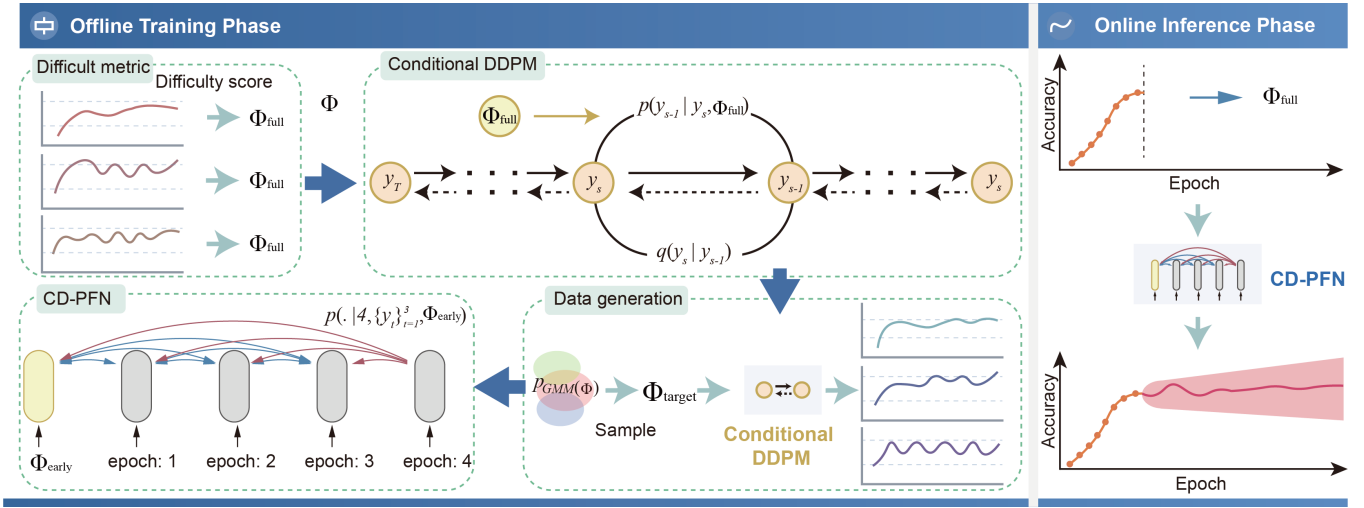 Offline Training Phase
Difficult metric
Difficulty score
Φfull
Φfull
Φfull
Φ
Conditional DDPM
Φfull
p(ys-1 | ys,Φfull)
yT
ys
ys-1
ys
q(ys | ys-1)
CD-PFN
p(. |4,{yt}³t=1,Φearly)
Φearly
epoch: 1
epoch: 2
epoch: 3
epoch: 4
Data generation
pGMM(Φ)
Sample
Φtarget
Conditional
DDPM
Online Inference Phase
Accuracy
Epoch
Φfull
CD-PFN
Accuracy
Epoch